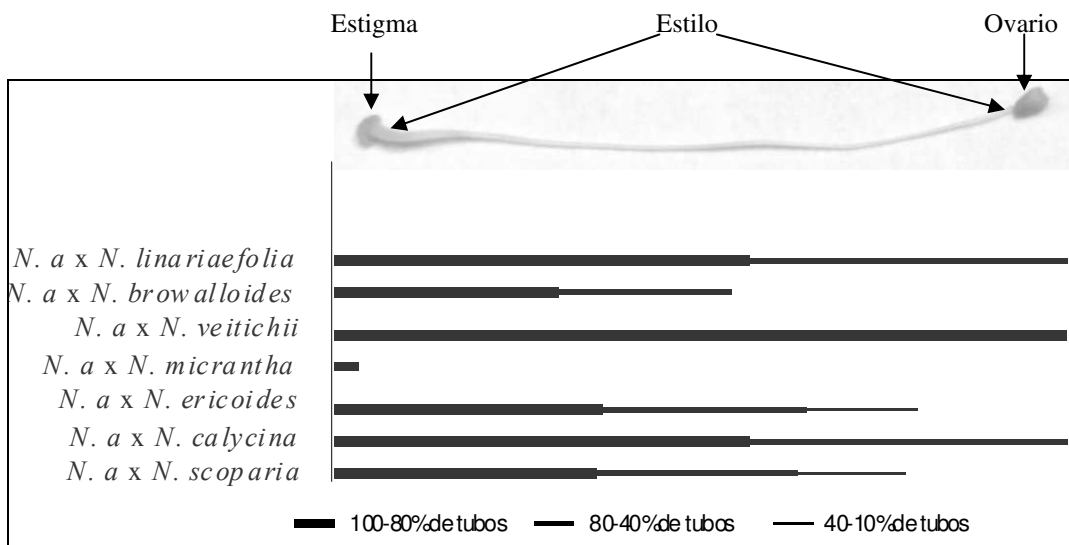 Estigma Estilo Ovario
N. a x N. linariaefolia
N. a x N. browalloides
N. a x N. veitichii
N. a x N. micrantha
N. a x N. ericoides
N. a x N. calycina
N. a x N. scoparia
100-80%de tubos 80-40%de tubos 40-10%de tubos